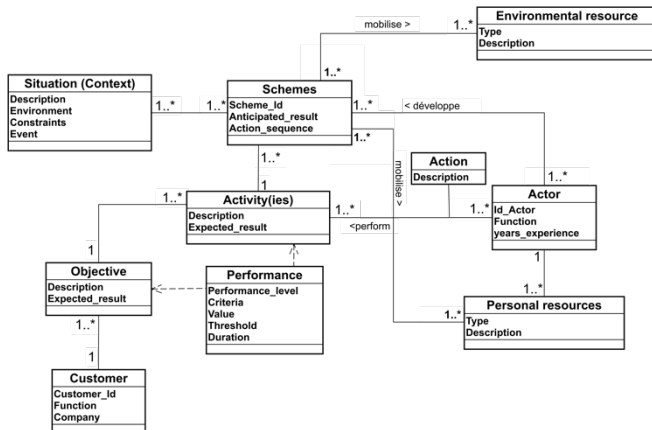 mobilise >
1..*
1..*
Environmental resource
Type
Description
Situation (Context)
Description
Environment
Constraints
Event
1..*
1..*
Schemes
Scheme_Id
Anticipated_result
Action_sequence
1..*
1..*
< développe
1..*
1..*
1
mobilise >
Action
Description
Activity(ies)
Description
Expected_result
1..*
1..*
<perform
1..*
Actor
Id_Actor
Function
years_experience
1
1..*
1
Objective
Description
Expected_result
Performance
Performance_level
Criteria
Value
Threshold
Duration
1..*
Personal resources
Type
Description
1..*
1
Customer
Customer_Id
Function
Company